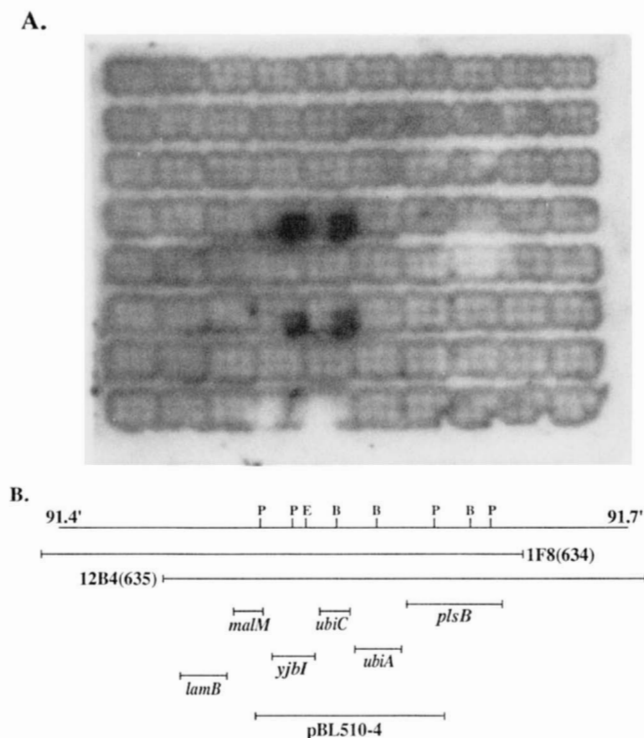 A.
B.
91.4' P P E B B P B P 91.7'
1F8(634)
12B4(635)
malM ubiC plsB
yjbI ubiA
lamB
pBL510-4